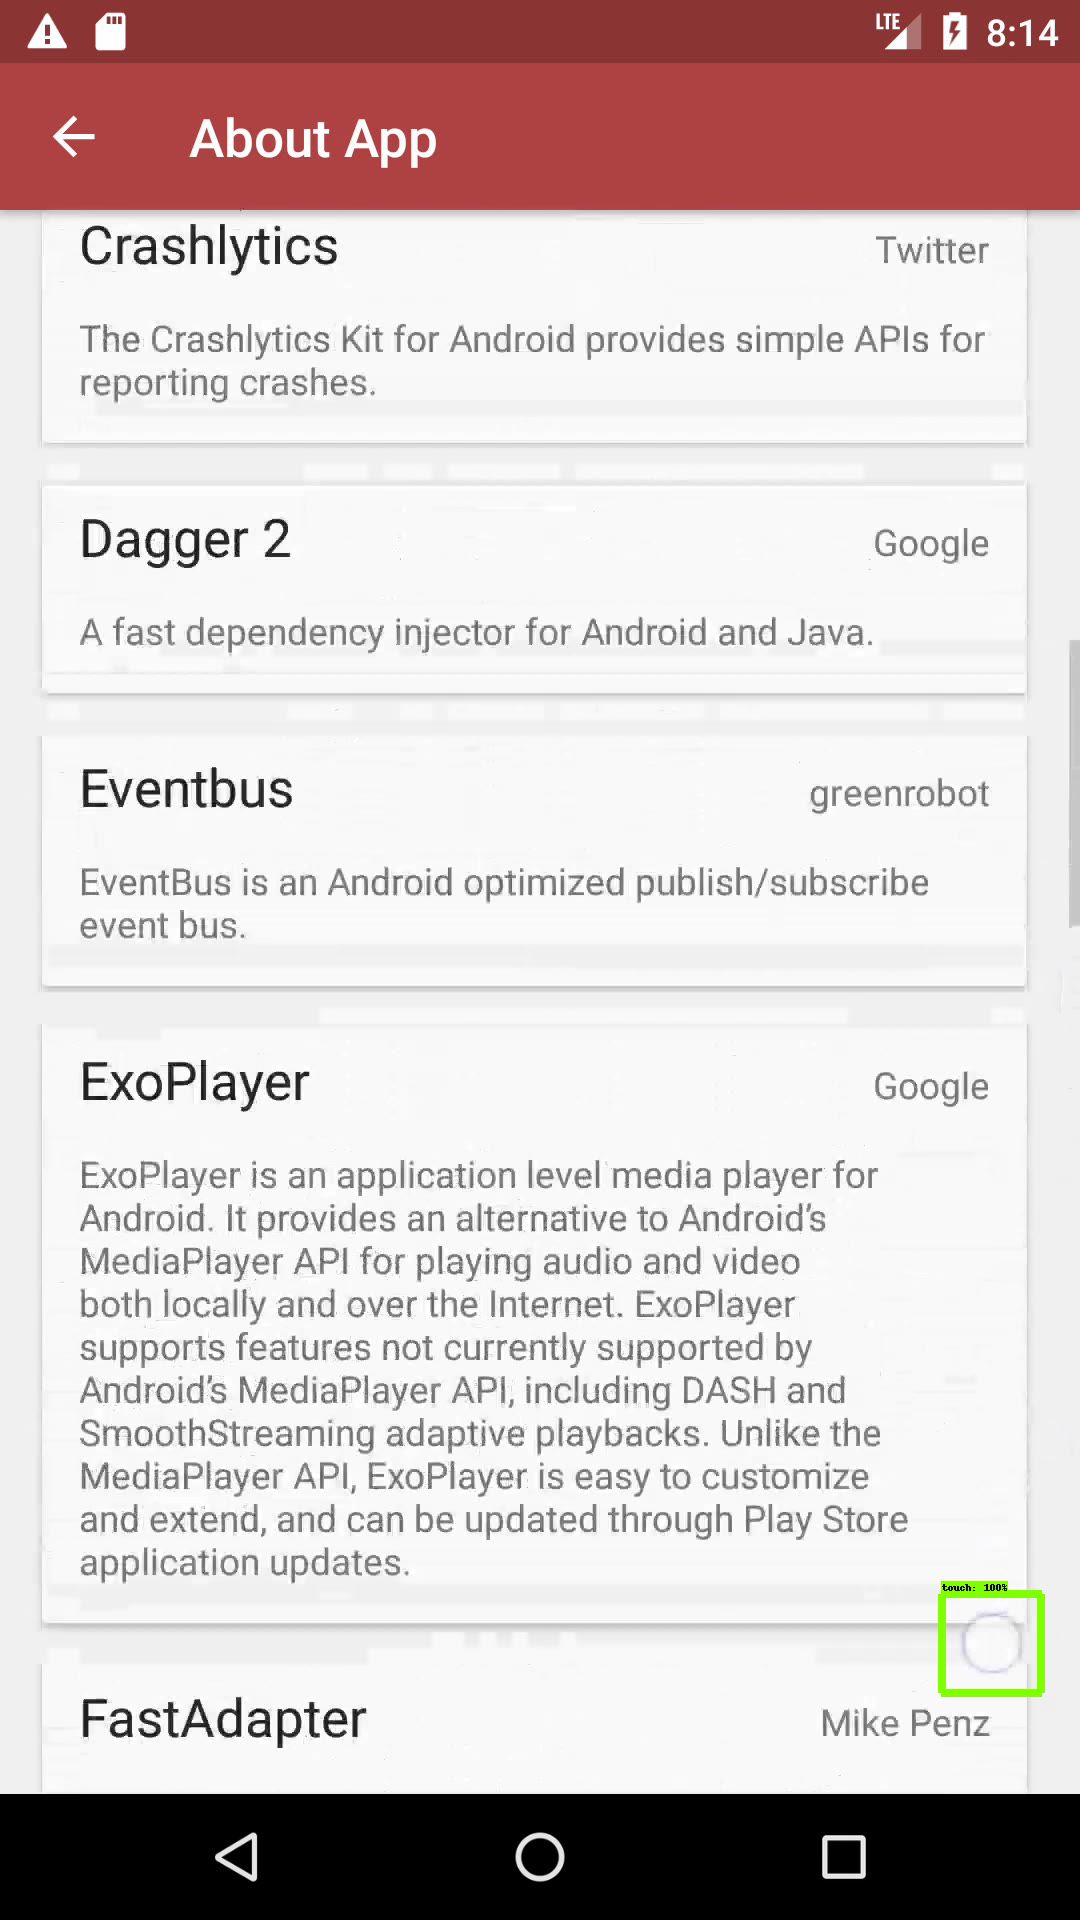 LTE 8:14
About App
Crashlytics Twitter
The Crashlytics Kit for Android provides simple APIs for
reporting crashes.
Dagger 2 Google
A fast dependency injector for Android and Java.
Eventbus greenrobot
EventBus is an Android optimized publish/subscribe
event bus.
ExoPlayer Google
ExoPlayer is an application level media player for
Android. It provides an alternative to Android’s
MediaPlayer API for playing audio and video
both locally and over the Internet. ExoPlayer
supports features not currently supported by
Android’s MediaPlayer API, including DASH and
SmoothStreaming adaptive playbacks. Unlike the
MediaPlayer API, ExoPlayer is easy to customize
and extend, and can be updated through Play Store
application updates.
touch: 100%
FastAdapter Mike Penz